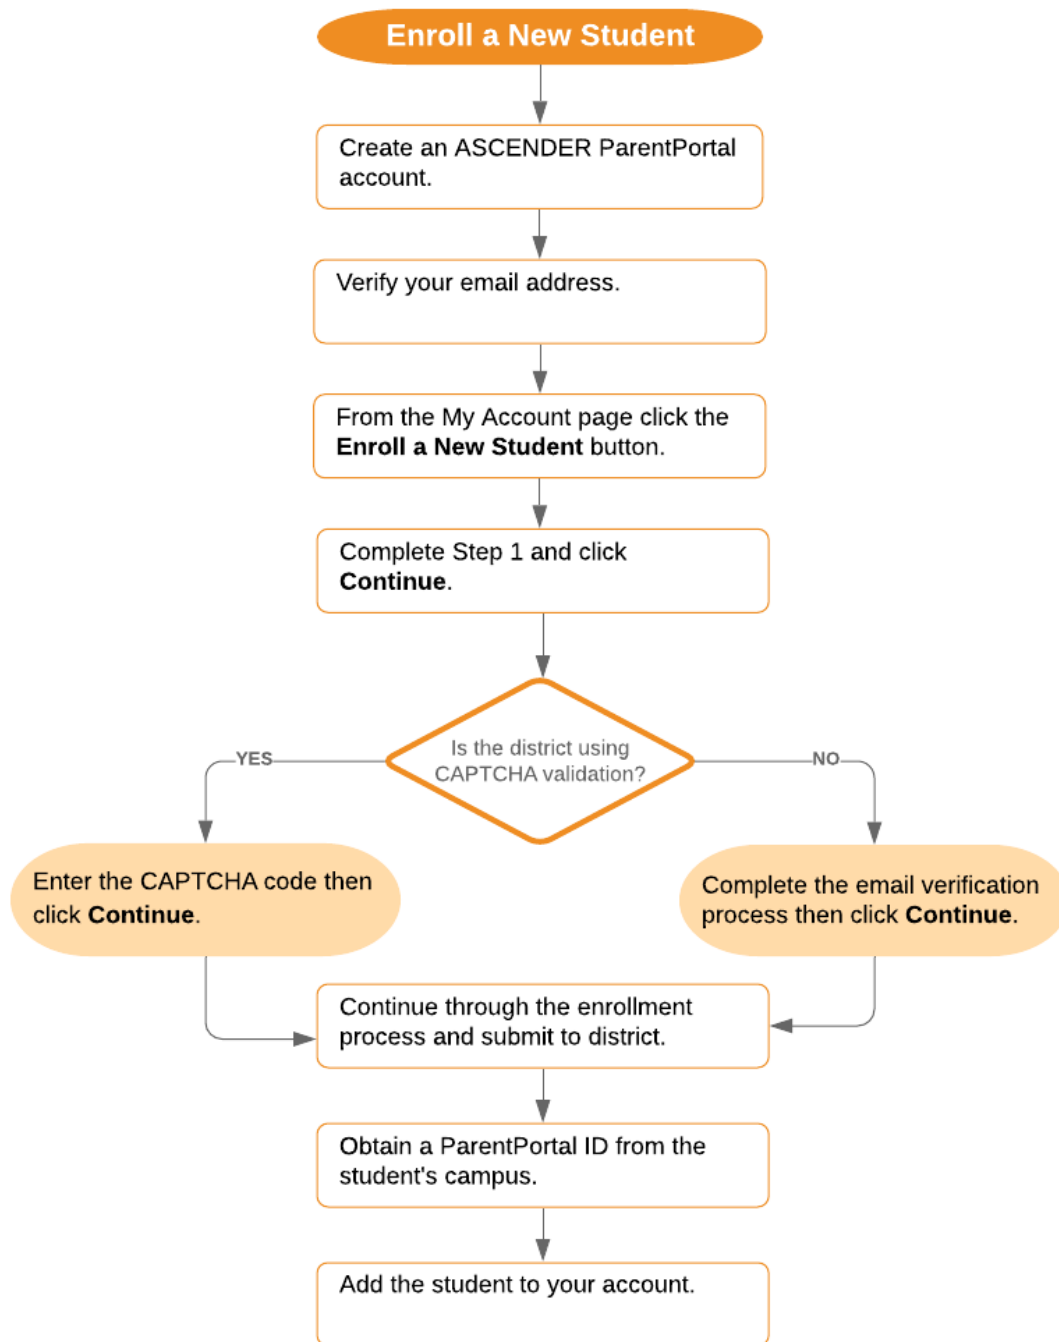 Enroll a New Student
Create an ASCENDER ParentPortal
account.
Verify your email address.
From the My Account page click the
Enroll a New Student button.
Complete Step 1 and click
Continue.
Is the district using
CAPTCHA validation?
YES
NO
Enter the CAPTCHA code then
click Continue.
Complete the email verification
process then click Continue.
Continue through the enrollment
process and submit to district.
Obtain a ParentPortal ID from the
student's campus.
Add the student to your account.